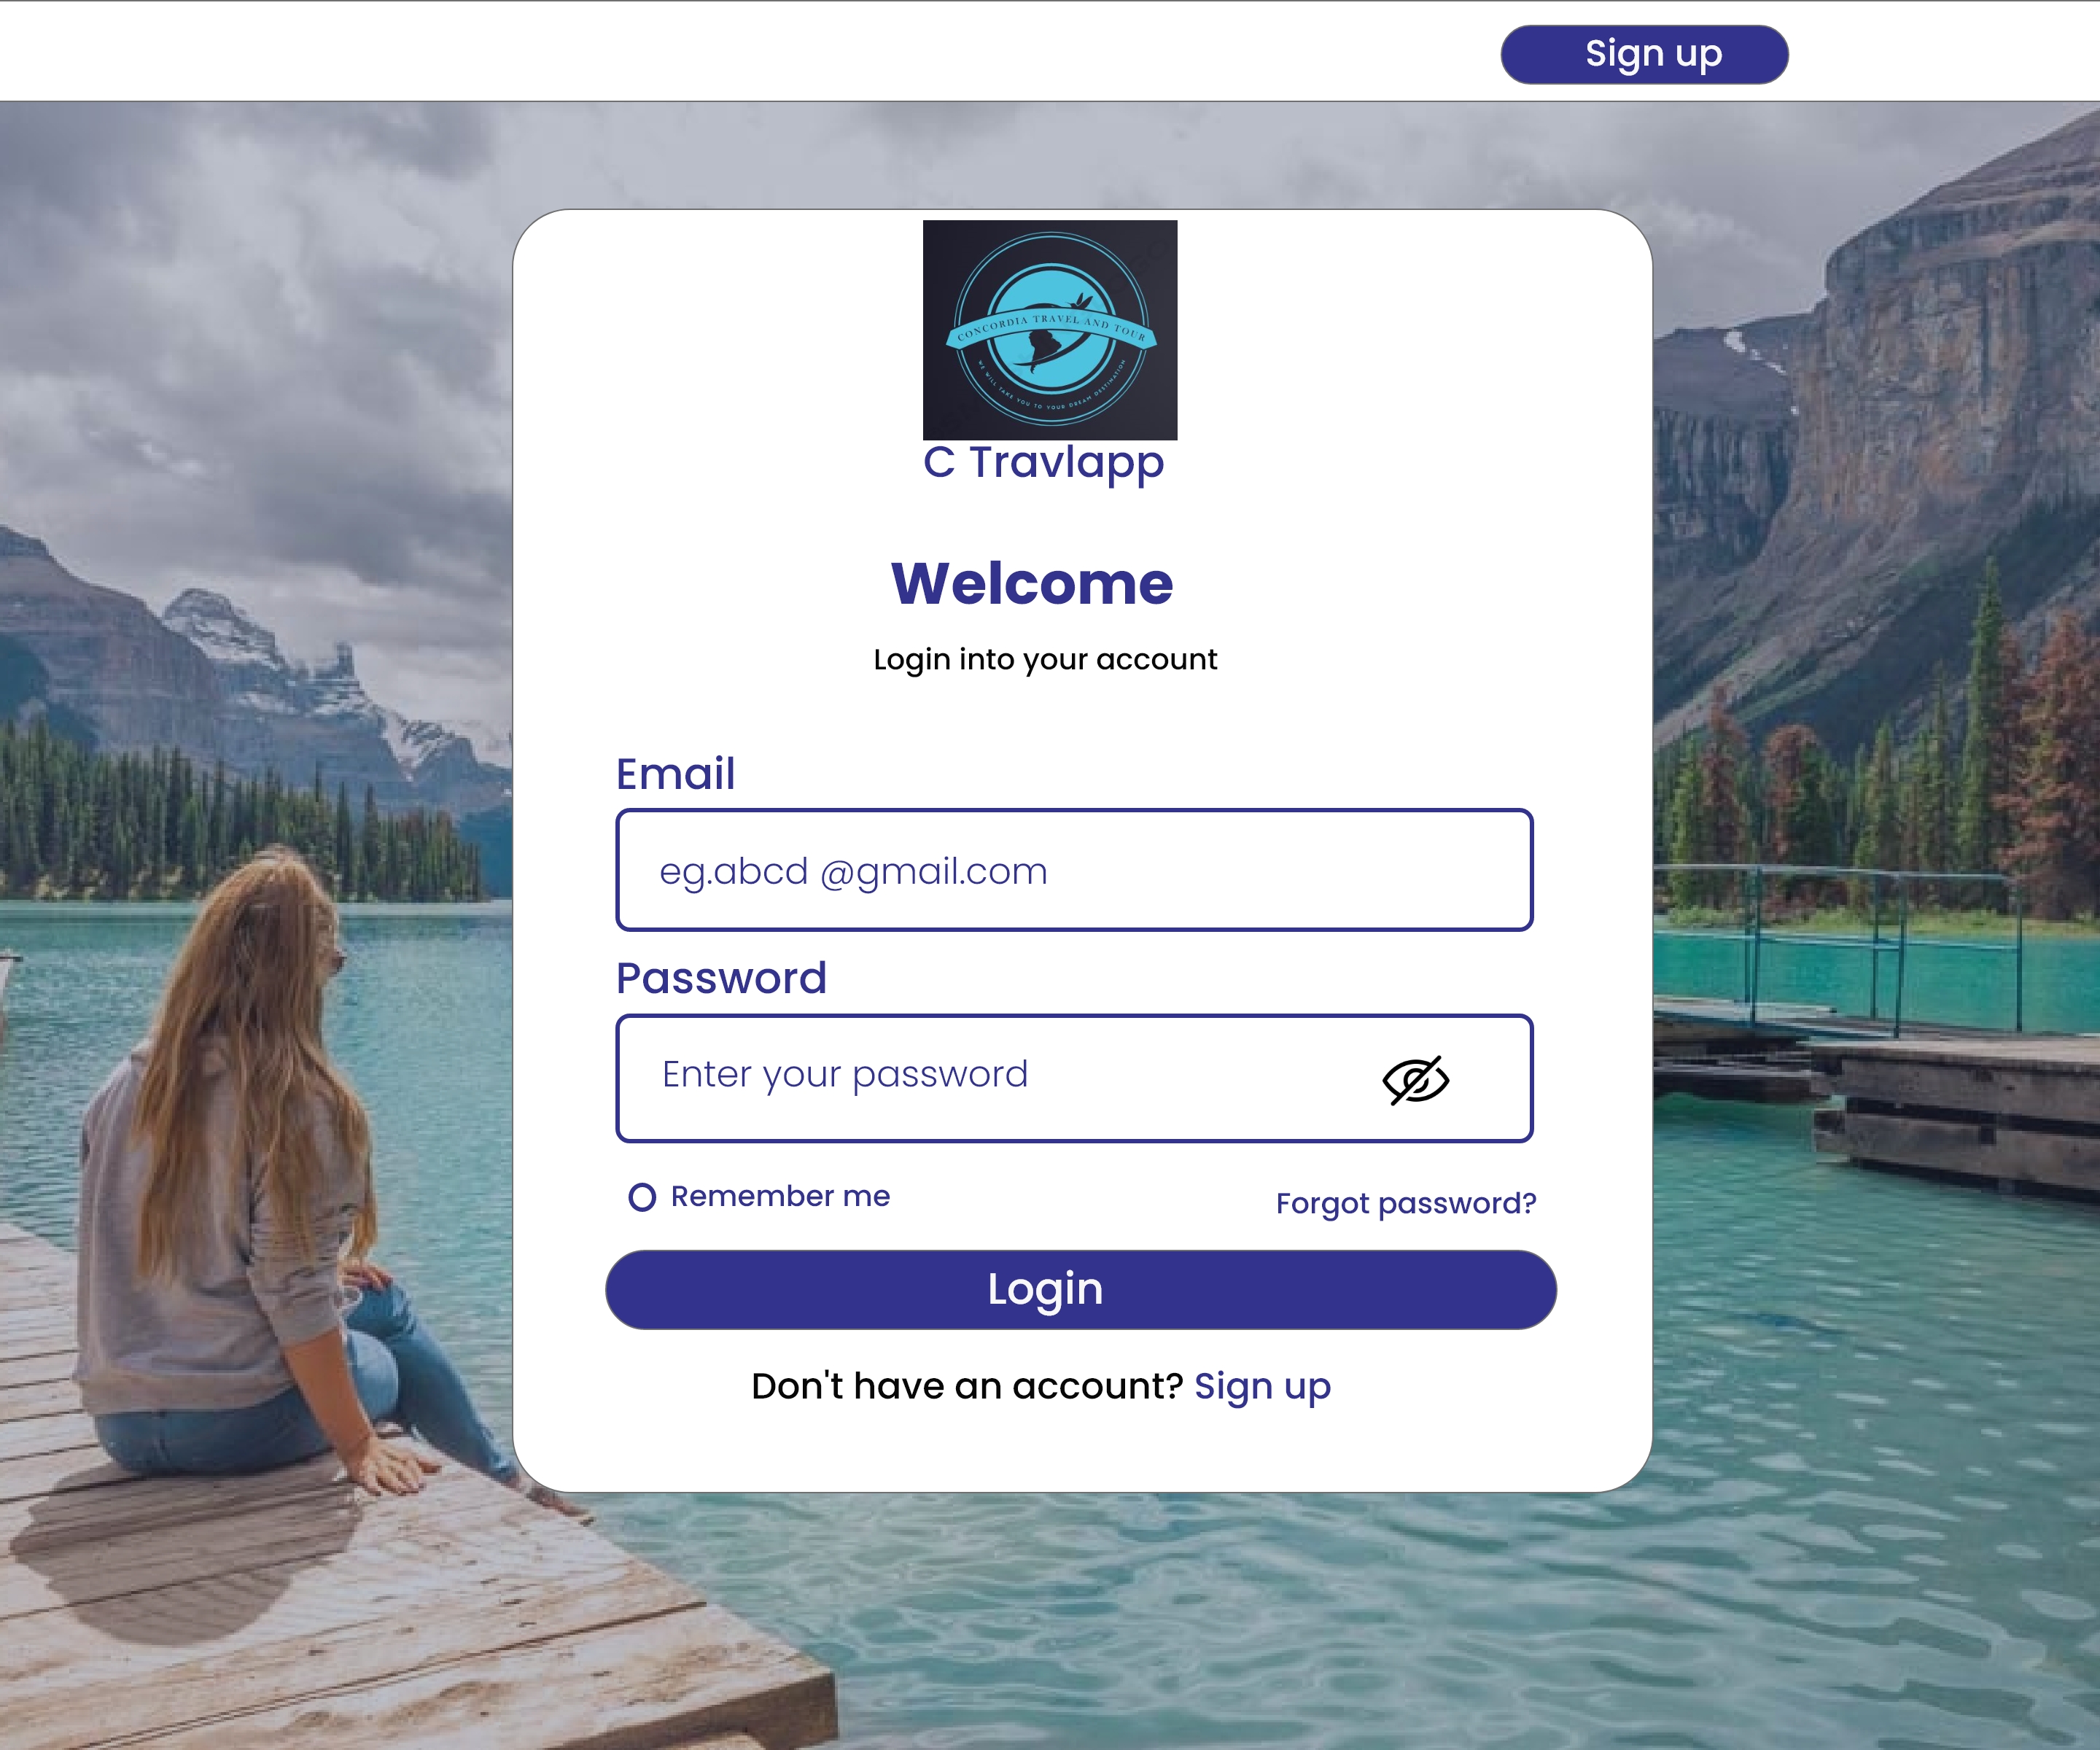 Sign up
CONCORDIA TRAVEL AND TOUR
WE WILL TAKE YOU TO YOUR DREAM DESTINATION
C Travlapp
Welcome
Login into your account
Email
eg.abcd @gmail.com
Password
Enter your password
Remember me
Forgot password?
Login
Don't have an account? Sign up